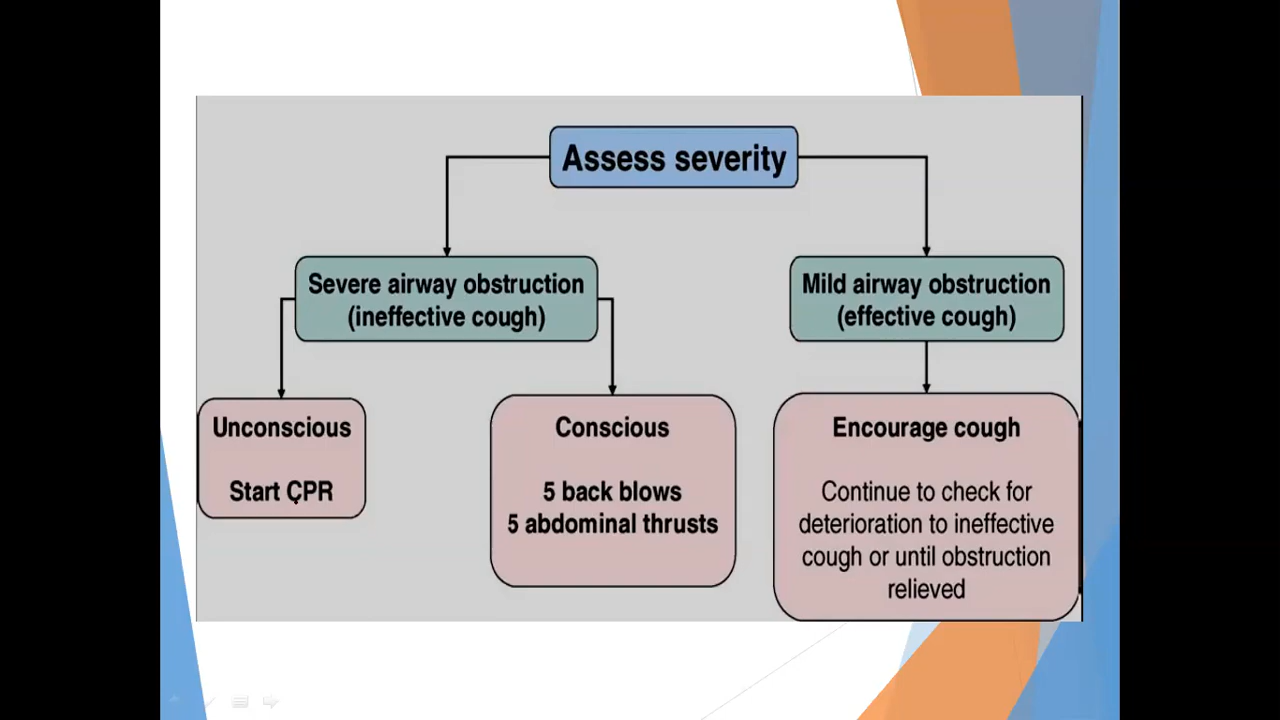 Assess severity
Severe airway obstruction
(ineffective cough)
Mild airway obstruction
(effective cough)
Unconscious
Start CPR
Conscious
5 back blows
5 abdominal thrusts
Encourage cough
Continue to check for
deterioration to ineffective
cough or until obstruction
relieved